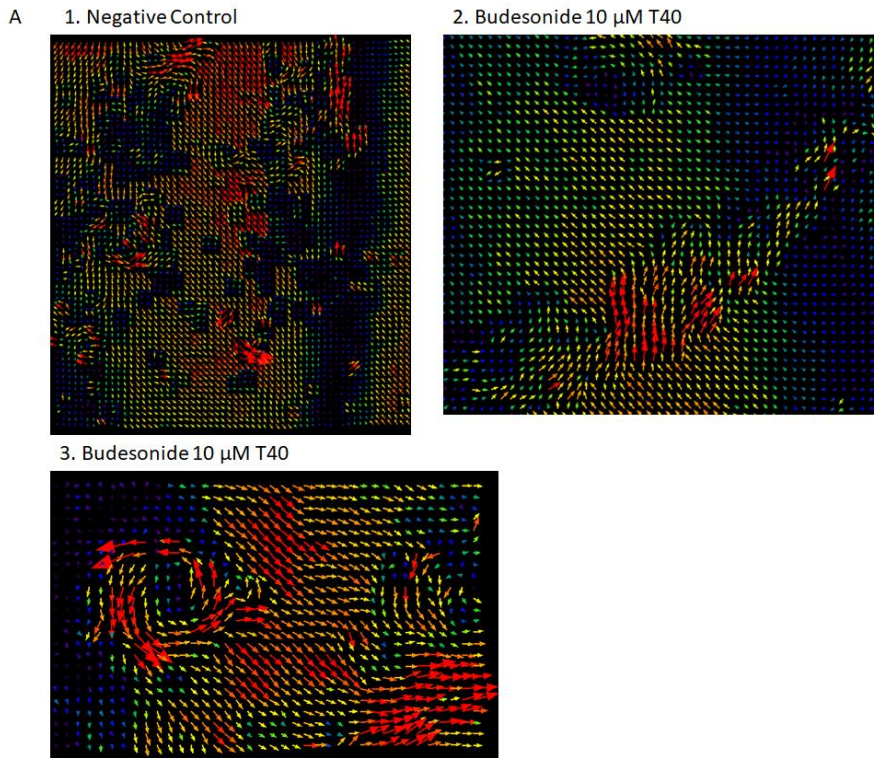 A
1. Negative Control
2. Budesonide 10 µM T40
3. Budesonide 10 µM T40